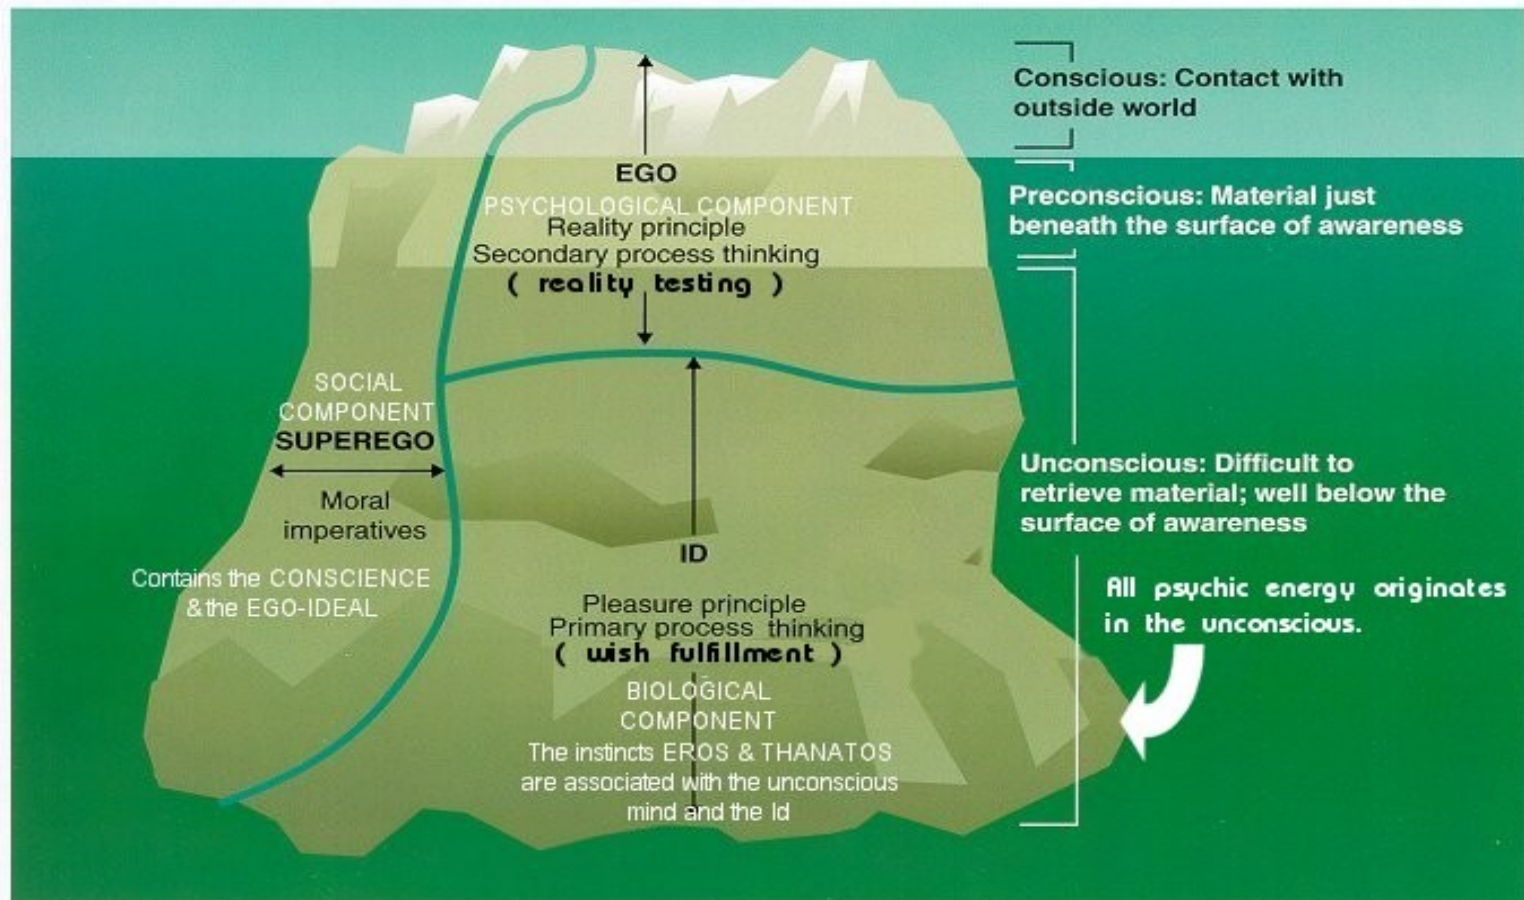 Conscious: Contact with
outside world
EGO
PSYCHOLOGICAL COMPONENT
Reality principle
Secondary process thinking
( reality testing )
Preconscious: Material just
beneath the surface of awareness
SOCIAL
COMPONENT
SUPEREGO
Moral
imperatives
Contains the CONSCIENCE
& the EGO-IDEAL
ID
Pleasure principle
Primary process thinking
( wish fulfillment )
BIOLOGICAL
COMPONENT
The instincts EROS & THANATOS
are associated with the unconscious
mind and the Id
Unconscious: Difficult to
retrieve material; well below the
surface of awareness
All psychic energy originates
in the unconscious.